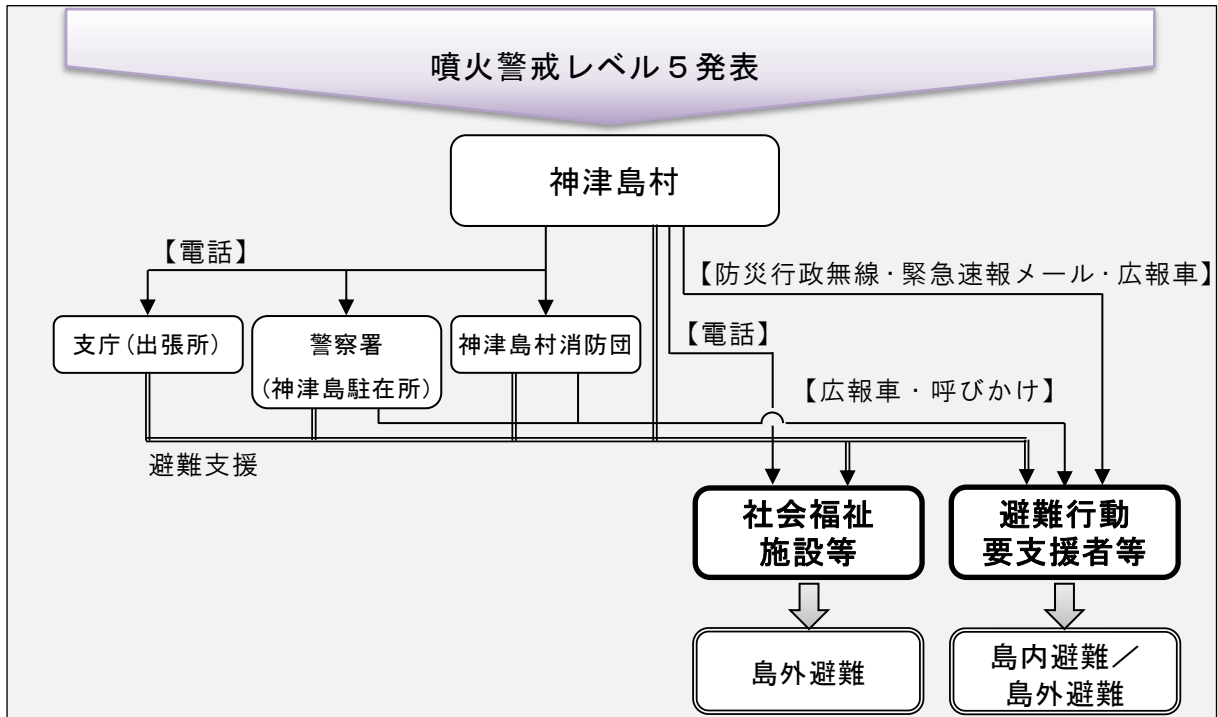 噴火警戒レベル５発表
神津島村
【電話】
【防災行政無線・緊急速報メール・広報車】
支庁（出張所）
警察署
（神津島駐在所）
神津島村消防団
【電話】
【広報車・呼びかけ】
避難支援
社会福祉
施設等
避難行動
要支援者等
島外避難
島内避難／
島外避難